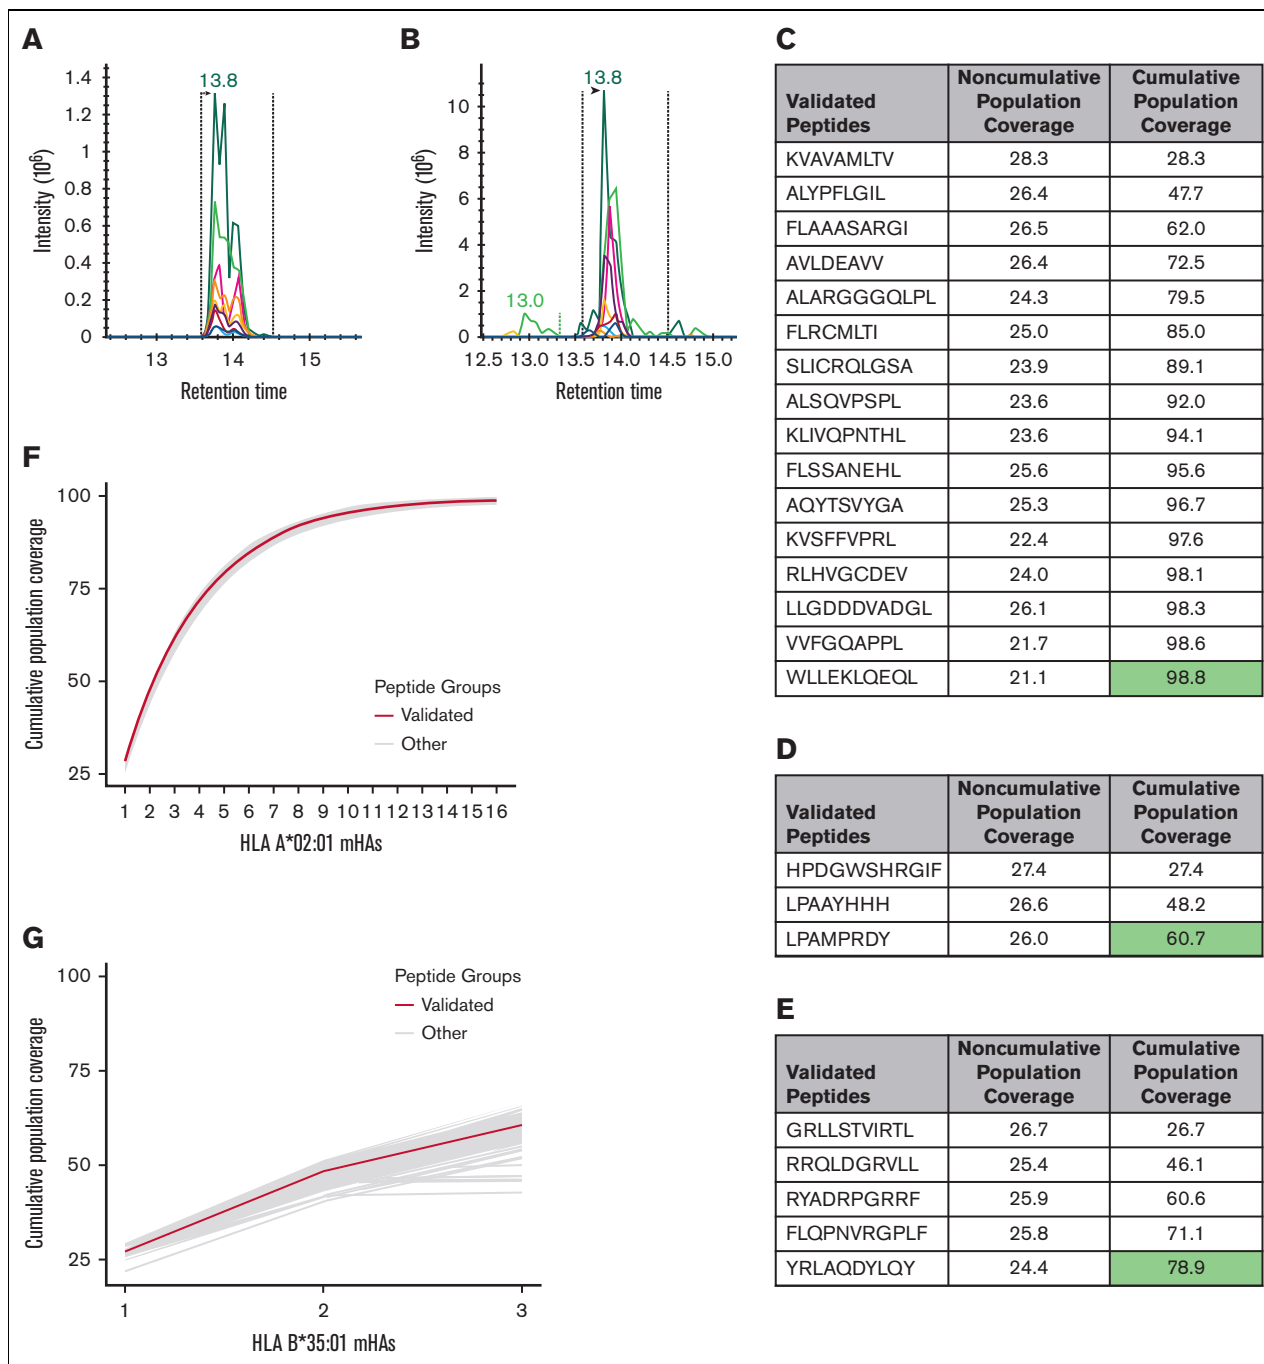 A
Intensity (10⁶)
1.4
1.2
1
0.8
0.6
0.4
0.2
0
13.8
13 14 15
Retention time
B
Intensity (10⁶)
10
8
6
4
2
0
13.8
13.0
12.5 13.0 13.5 14.0 14.5 15.0
Retention time
C
Validated Peptides Noncumulative Population Coverage Cumulative Population Coverage
KVAVAMLTV 28.3 28.3
ALYPFLGIL 26.4 47.7
FLAAASARGI 26.5 62.0
AVLDEAVV 26.4 72.5
ALARGGGQLPL 24.3 79.5
FLRCMLTI 25.0 85.0
SLICRQLGSA 23.9 89.1
ALSQVPSPL 23.6 92.0
KLIVQPNTHL 23.6 94.1
FLSSANEHL 25.6 95.6
AQYTSVYGA 25.3 96.7
KVSFFVPRL 22.4 97.6
RLHVGCDEV 24.0 98.1
LLGDDDVADGL 26.1 98.3
VVFGQAPPL 21.7 98.6
WLLEKLQEQL 21.1 98.8
D
Validated Peptides Noncumulative Population Coverage Cumulative Population Coverage
HPDGWSHRGIF 27.4 27.4
LPAAYHHH 26.6 48.2
LPAMPRDY 26.0 60.7
E
Validated Peptides Noncumulative Population Coverage Cumulative Population Coverage
GRLLSTVIRTL 26.7 26.7
RRQLDGRVLL 25.4 46.1
RYADRPGRRF 25.9 60.6
FLQPNVRGPLF 25.8 71.1
YRLAQDYLQY 24.4 78.9
F
Cumulative population coverage
100
75
50
25
Peptide Groups
Validated
Other
1 2 3 4 5 6 7 8 9 10 11 12 13 14 15 16
HLA A*02:01 mHAs
G
Cumulative population coverage
100
75
50
25
Peptide Groups
Validated
Other
1 2 3
HLA B*35:01 mHAs